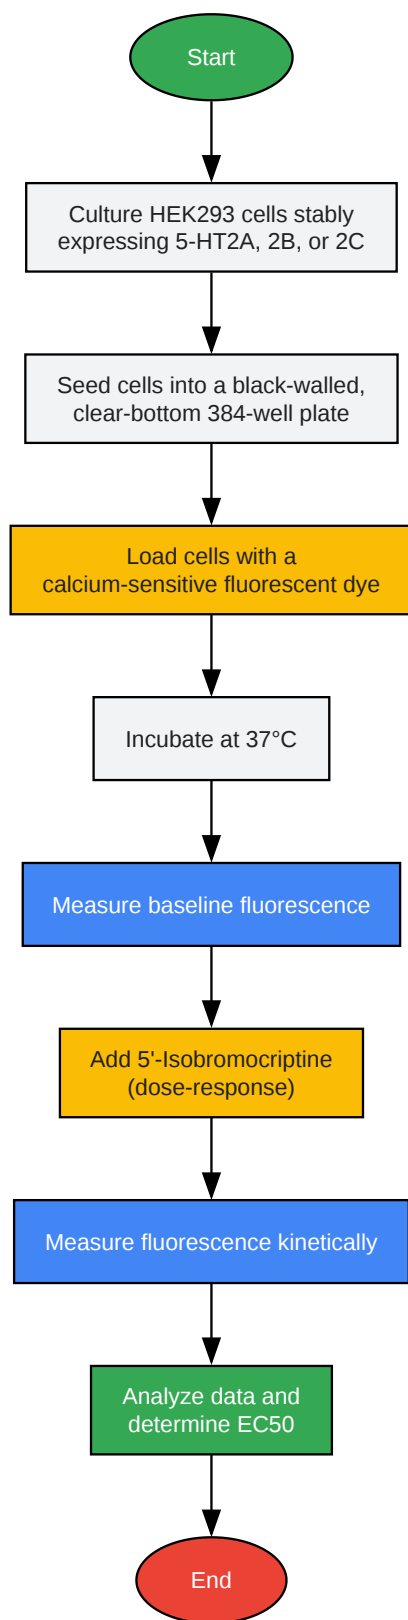 Start
Culture HEK293 cells stably
expressing 5-HT2A, 2B, or 2C
Seed cells into a black-walled,
clear-bottom 384-well plate
Load cells with a
calcium-sensitive fluorescent dye
Incubate at 37°C
Measure baseline fluorescence
Add 5'-Isobromocriptine
(dose-response)
Measure fluorescence kinetically
Analyze data and
determine EC50
End